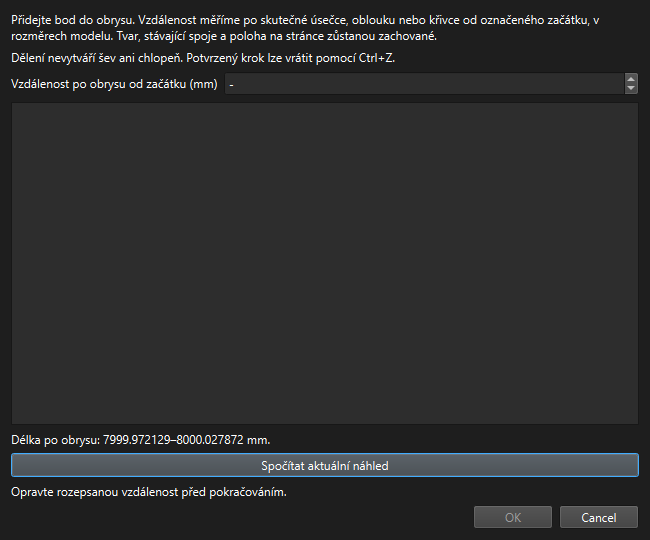 Přidejte bod do obrysu. Vzdálenost měříme po skutečné úsečce, oblouku nebo křivce od označeného začátku, v
rozměrech modelu. Tvar, stávající spoje a poloha na stránce zůstanou zachované.
Dělení nevytváří šev ani chlopeň. Potvrzený krok lze vrátit pomocí Ctrl+Z.
Vzdálenost po obrysu od začátku (mm) -
Délka po obrysu: 7999.972129–8000.027872 mm.
Spočítat aktuální náhled
Opravte rozepsanou vzdálenost před pokračováním.
OK Cancel